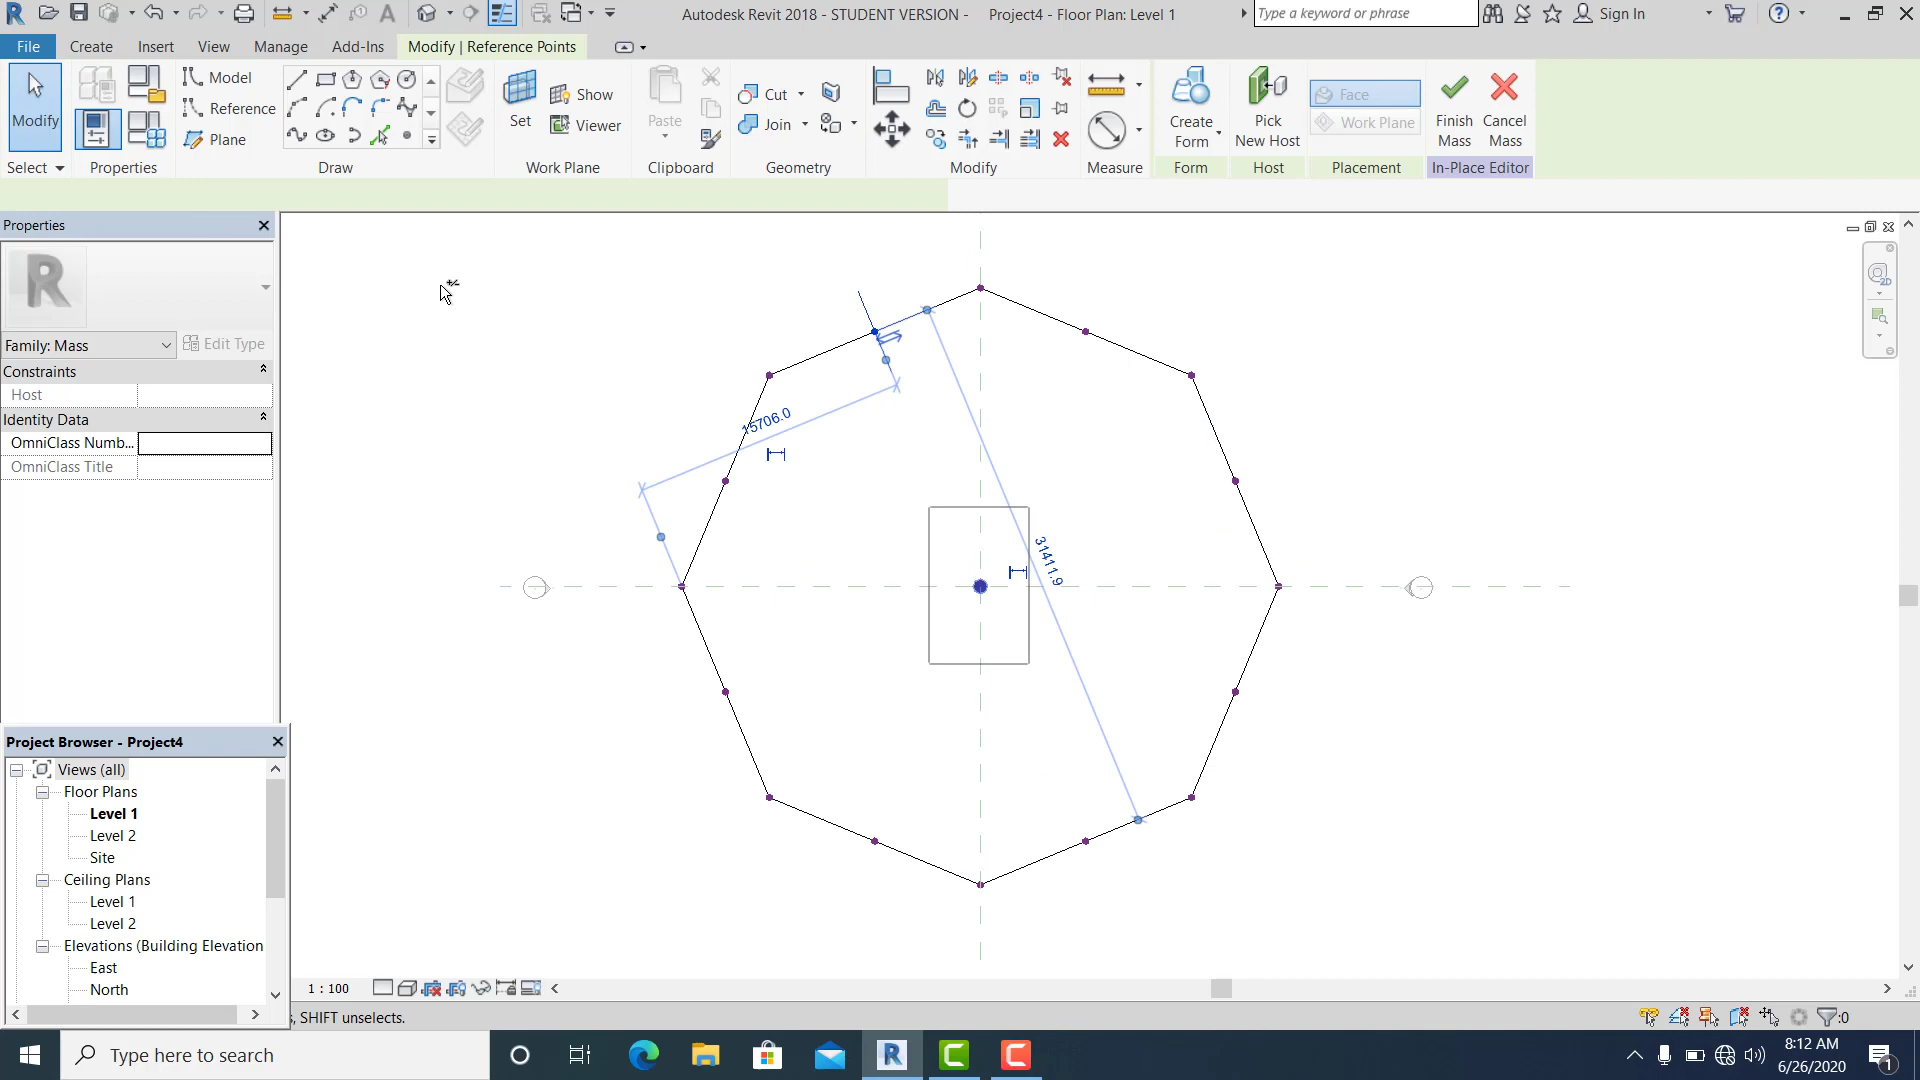 Autodesk Revit 2018 - STUDENT VERSION - Project4 - Floor Plan: Level 1
Type a keyword or phrase
Sign In
File Create Insert View Manage Add-Ins Modify | Reference Points
Modify
Model
Reference
Plane
Set
Show
Viewer
Paste
Cut
Join
Create Form
Pick New Host
Face
Work Plane
Finish Mass
Cancel Mass
Select Properties Draw Work Plane Clipboard Geometry Modify Measure Form Host Placement In-Place Editor
Properties
R
Family: Mass
Edit Type
Constraints
Host
Identity Data
OmniClass Numb...
OmniClass Title
15706.0
31411.9
2D
Project Browser - Project4
Views (all)
Floor Plans
Level 1
Level 2
Site
Ceiling Plans
Level 1
Level 2
Elevations (Building Elevation
East
North
1 : 100
, SHIFT unselects.
:0
Type here to search
8:12 AM
6/26/2020
1